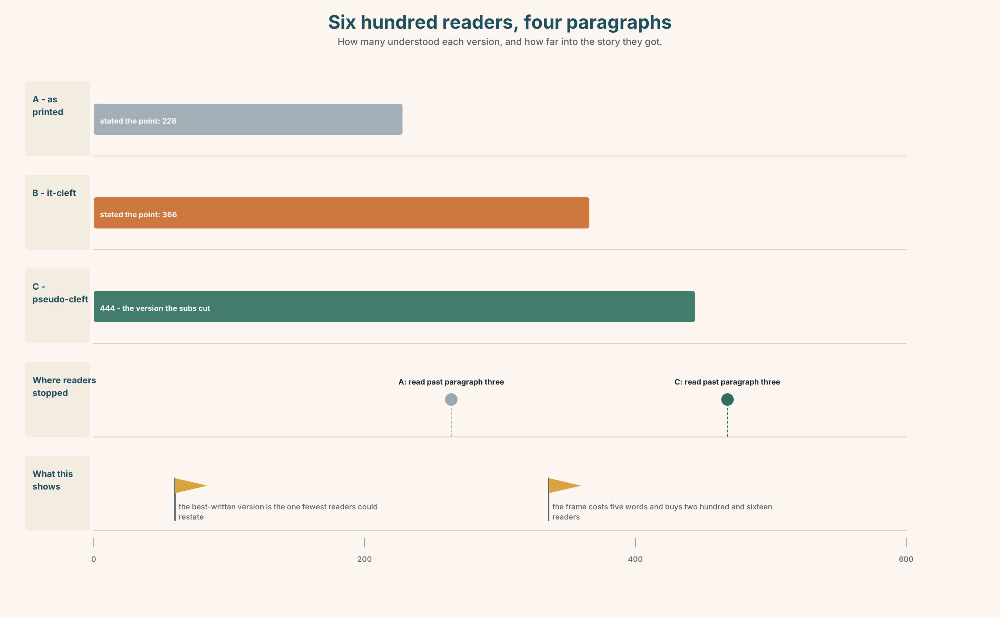 Six hundred readers, four paragraphs
How many understood each version, and how far into the story they got.
A - as
printed
stated the point: 228
B - it-cleft
stated the point: 366
C -
pseudo-cleft
444 - the version the subs cut
Where readers
stopped
A: read past paragraph three
C: read past paragraph three
What this
shows
the best-written version is the one fewest readers could
restate
the frame costs five words and buys two hundred and sixteen
readers
0
200
400
600